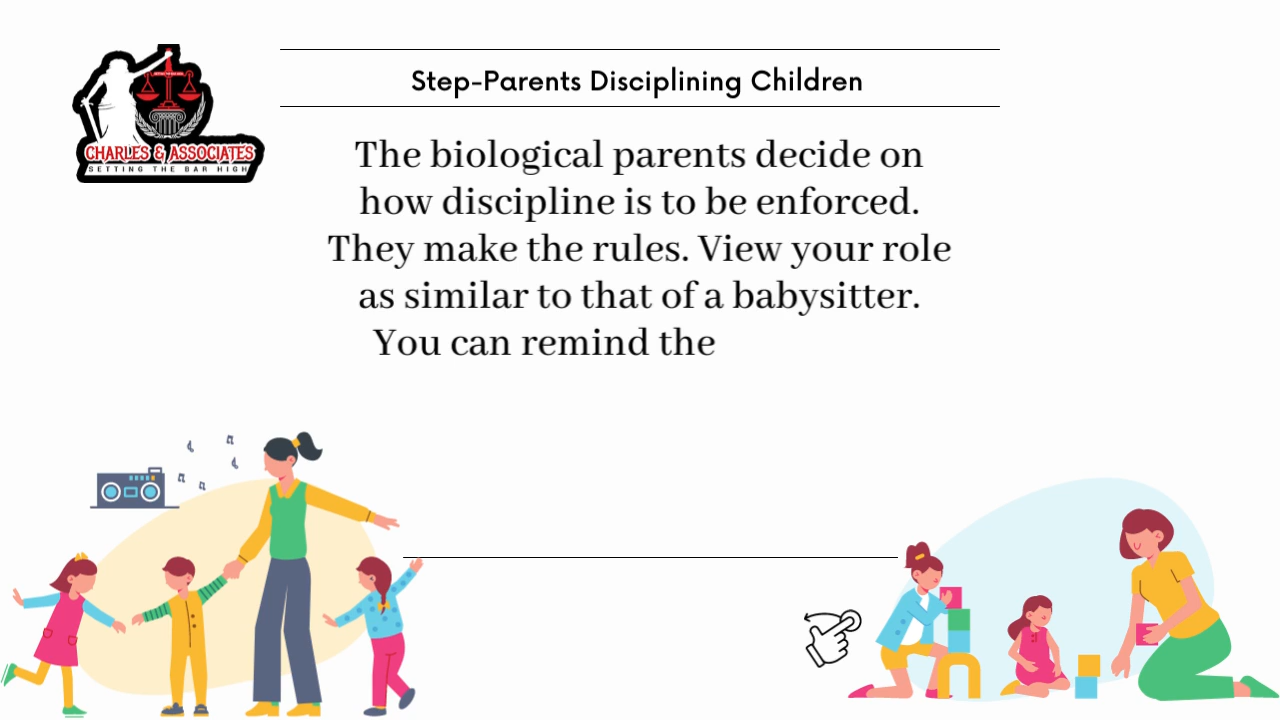 Step-Parents Disciplining Children
CHARLES & ASSOCIATES
SETTING THE BAR HIGH
The biological parents decide on
how discipline is to be enforced.
They make the rules. View your role
as similar to that of a babysitter.
You can remind the